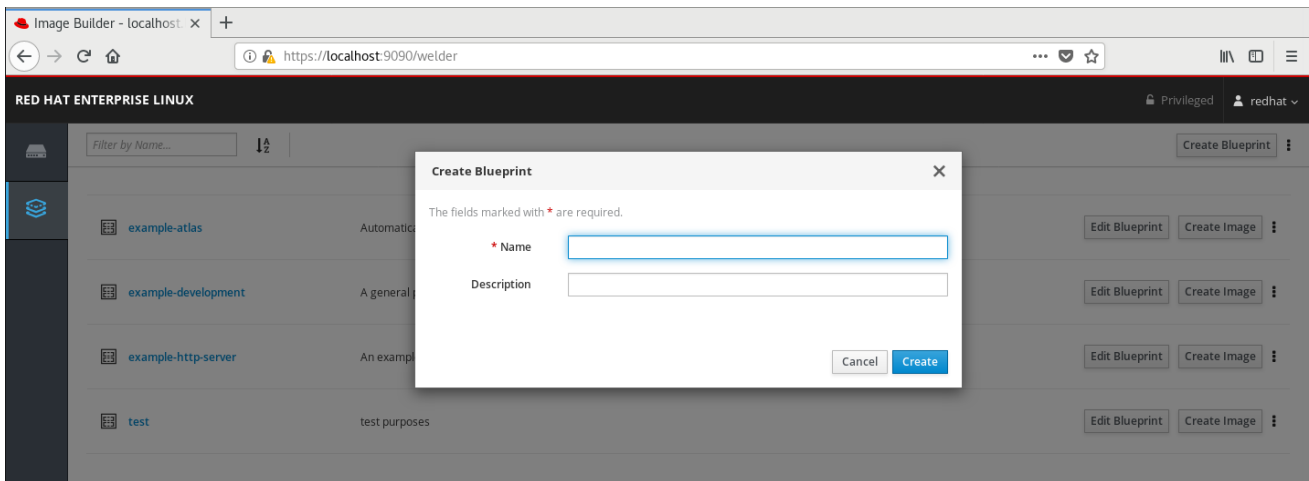 Image Builder - localhost.
https://localhost:9090/welder
RED HAT ENTERPRISE LINUX
Privileged
redhat
Filter by Name...
Create Blueprint
Create Blueprint
The fields marked with * are required.
* Name
Description
Cancel
Create
example-atlas
Automatica
Edit Blueprint
Create Image
example-development
A general p
Edit Blueprint
Create Image
example-http-server
An exampl
Edit Blueprint
Create Image
test
test purposes
Edit Blueprint
Create Image